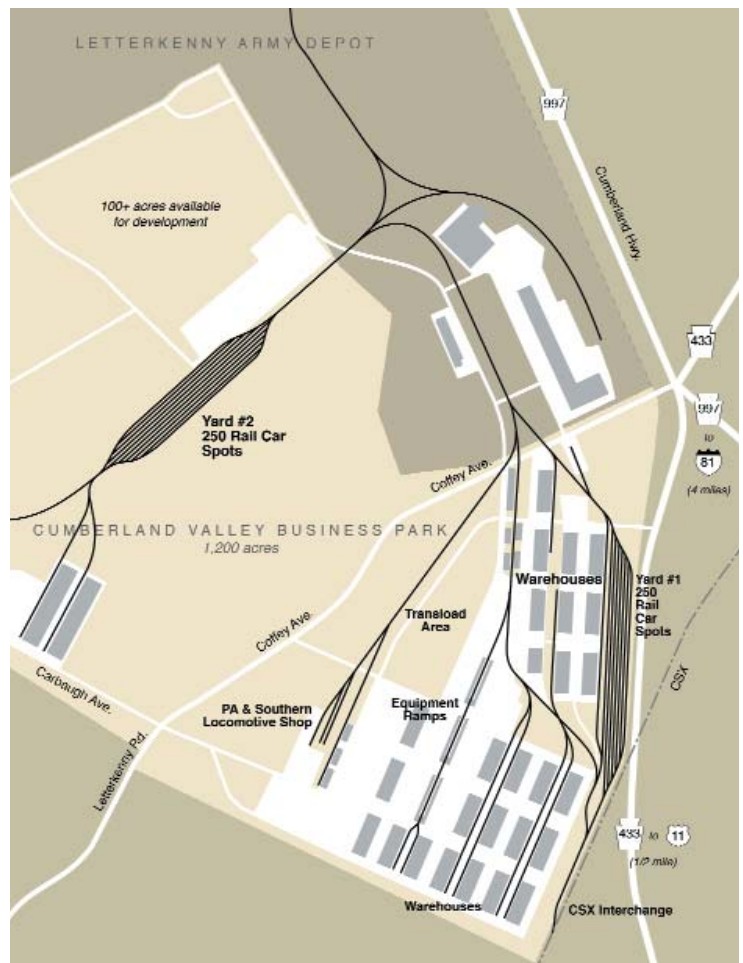 LETTERKENNY ARMY DEPOT
997
Cumberland Hwy.
100+ acres available
for development
433
997
to
81
(4 miles)
Yard #2
250 Rail Car
Spots
Coffey Ave.
CUMBERLAND VALLEY BUSINESS PARK
1,200 acres
Warehouses
Yard #1
250
Rail
Car
Spots
Transload
Area
Coffey Ave.
CSX
Carbaugh Ave.
PA & Southern
Locomotive Shop
Equipment
Ramps
Letterkenny Rd.
433 to 11
(1/2 mile)
Warehouses
CSX Interchange